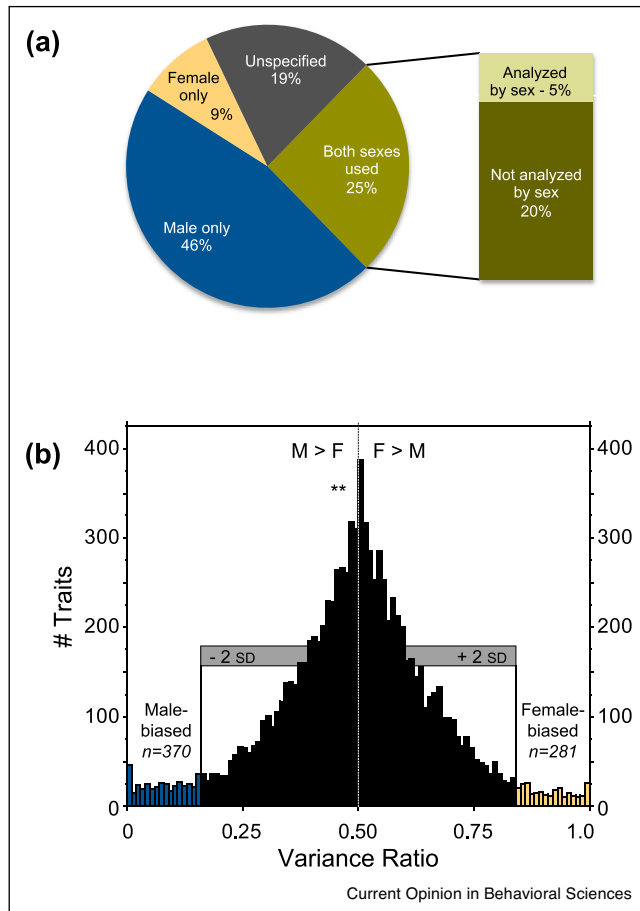 (a)
Unspecified
19%
Female
only
9%
Both sexes
used
25%
Male only
46%
Analyzed
by sex - 5%
Not analyzed
by sex
20%
(b)
M > F
F > M
**
400
300
200
100
0
# Traits
400
300
200
100
0
- 2 SD
+ 2 SD
Male-
biased
n=370
Female-
biased
n=281
0
0.25
0.50
0.75
1.0
Variance Ratio
Current Opinion in Behavioral Sciences